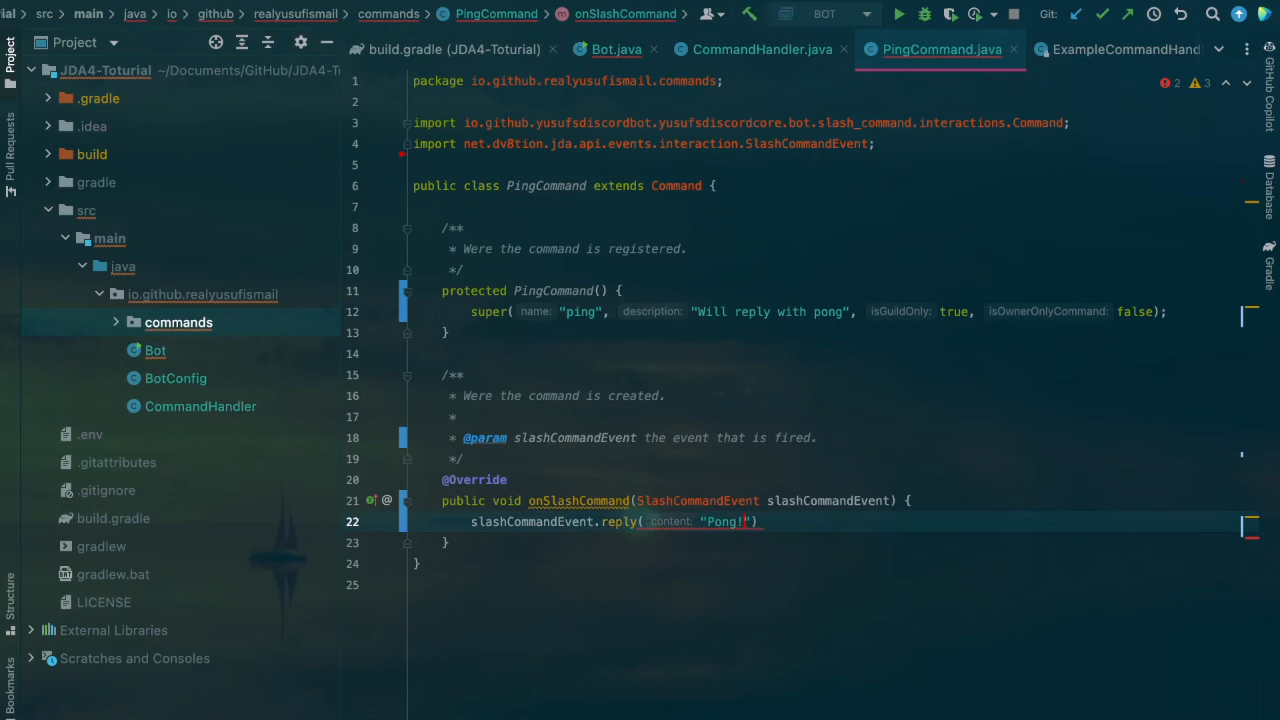 ial
src
main
java
io
github
realyusufismail
commands
PingCommand
onSlashCommand
BOT
Git:
Project
build.gradle (JDA4-Toturial)
Bot.java
CommandHandler.java
PingCommand.java
ExampleCommandHandl
JDA4-Toturial ~/Documents/GitHub/JDA4-T
.gradle
.idea
build
gradle
src
main
java
io.github.realyusufismail
commands
Bot
BotConfig
CommandHandler
.env
.gitattributes
.gitignore
build.gradle
gradlew
gradlew.bat
LICENSE
External Libraries
Scratches and Consoles
Project
Pull Requests
Structure
Bookmarks
2 3
1 package io.github.realyusufismail.commands;
2
3 import io.github.yusufsdiscordbot.yusufsdiscordcore.bot.slash_command.interactions.Command;
4 import net.dv8tion.jda.api.events.interaction.SlashCommandEvent;
5
6 public class PingCommand extends Command {
7
8 /**
9 * Were the command is registered.
10 */
11 protected PingCommand() {
12 super( name: "ping", description: "Will reply with pong", isGuildOnly: true, isOwnerOnlyCommand: false);
13 }
14
15 /**
16 * Were the command is created.
17 *
18 * @param slashCommandEvent the event that is fired.
19 */
20 @Override
21 public void onSlashCommand(SlashCommandEvent slashCommandEvent) {
22 slashCommandEvent.reply( content: "Pong!")
23 }
24 }
25
GitHub Copilot
Database
Gradle